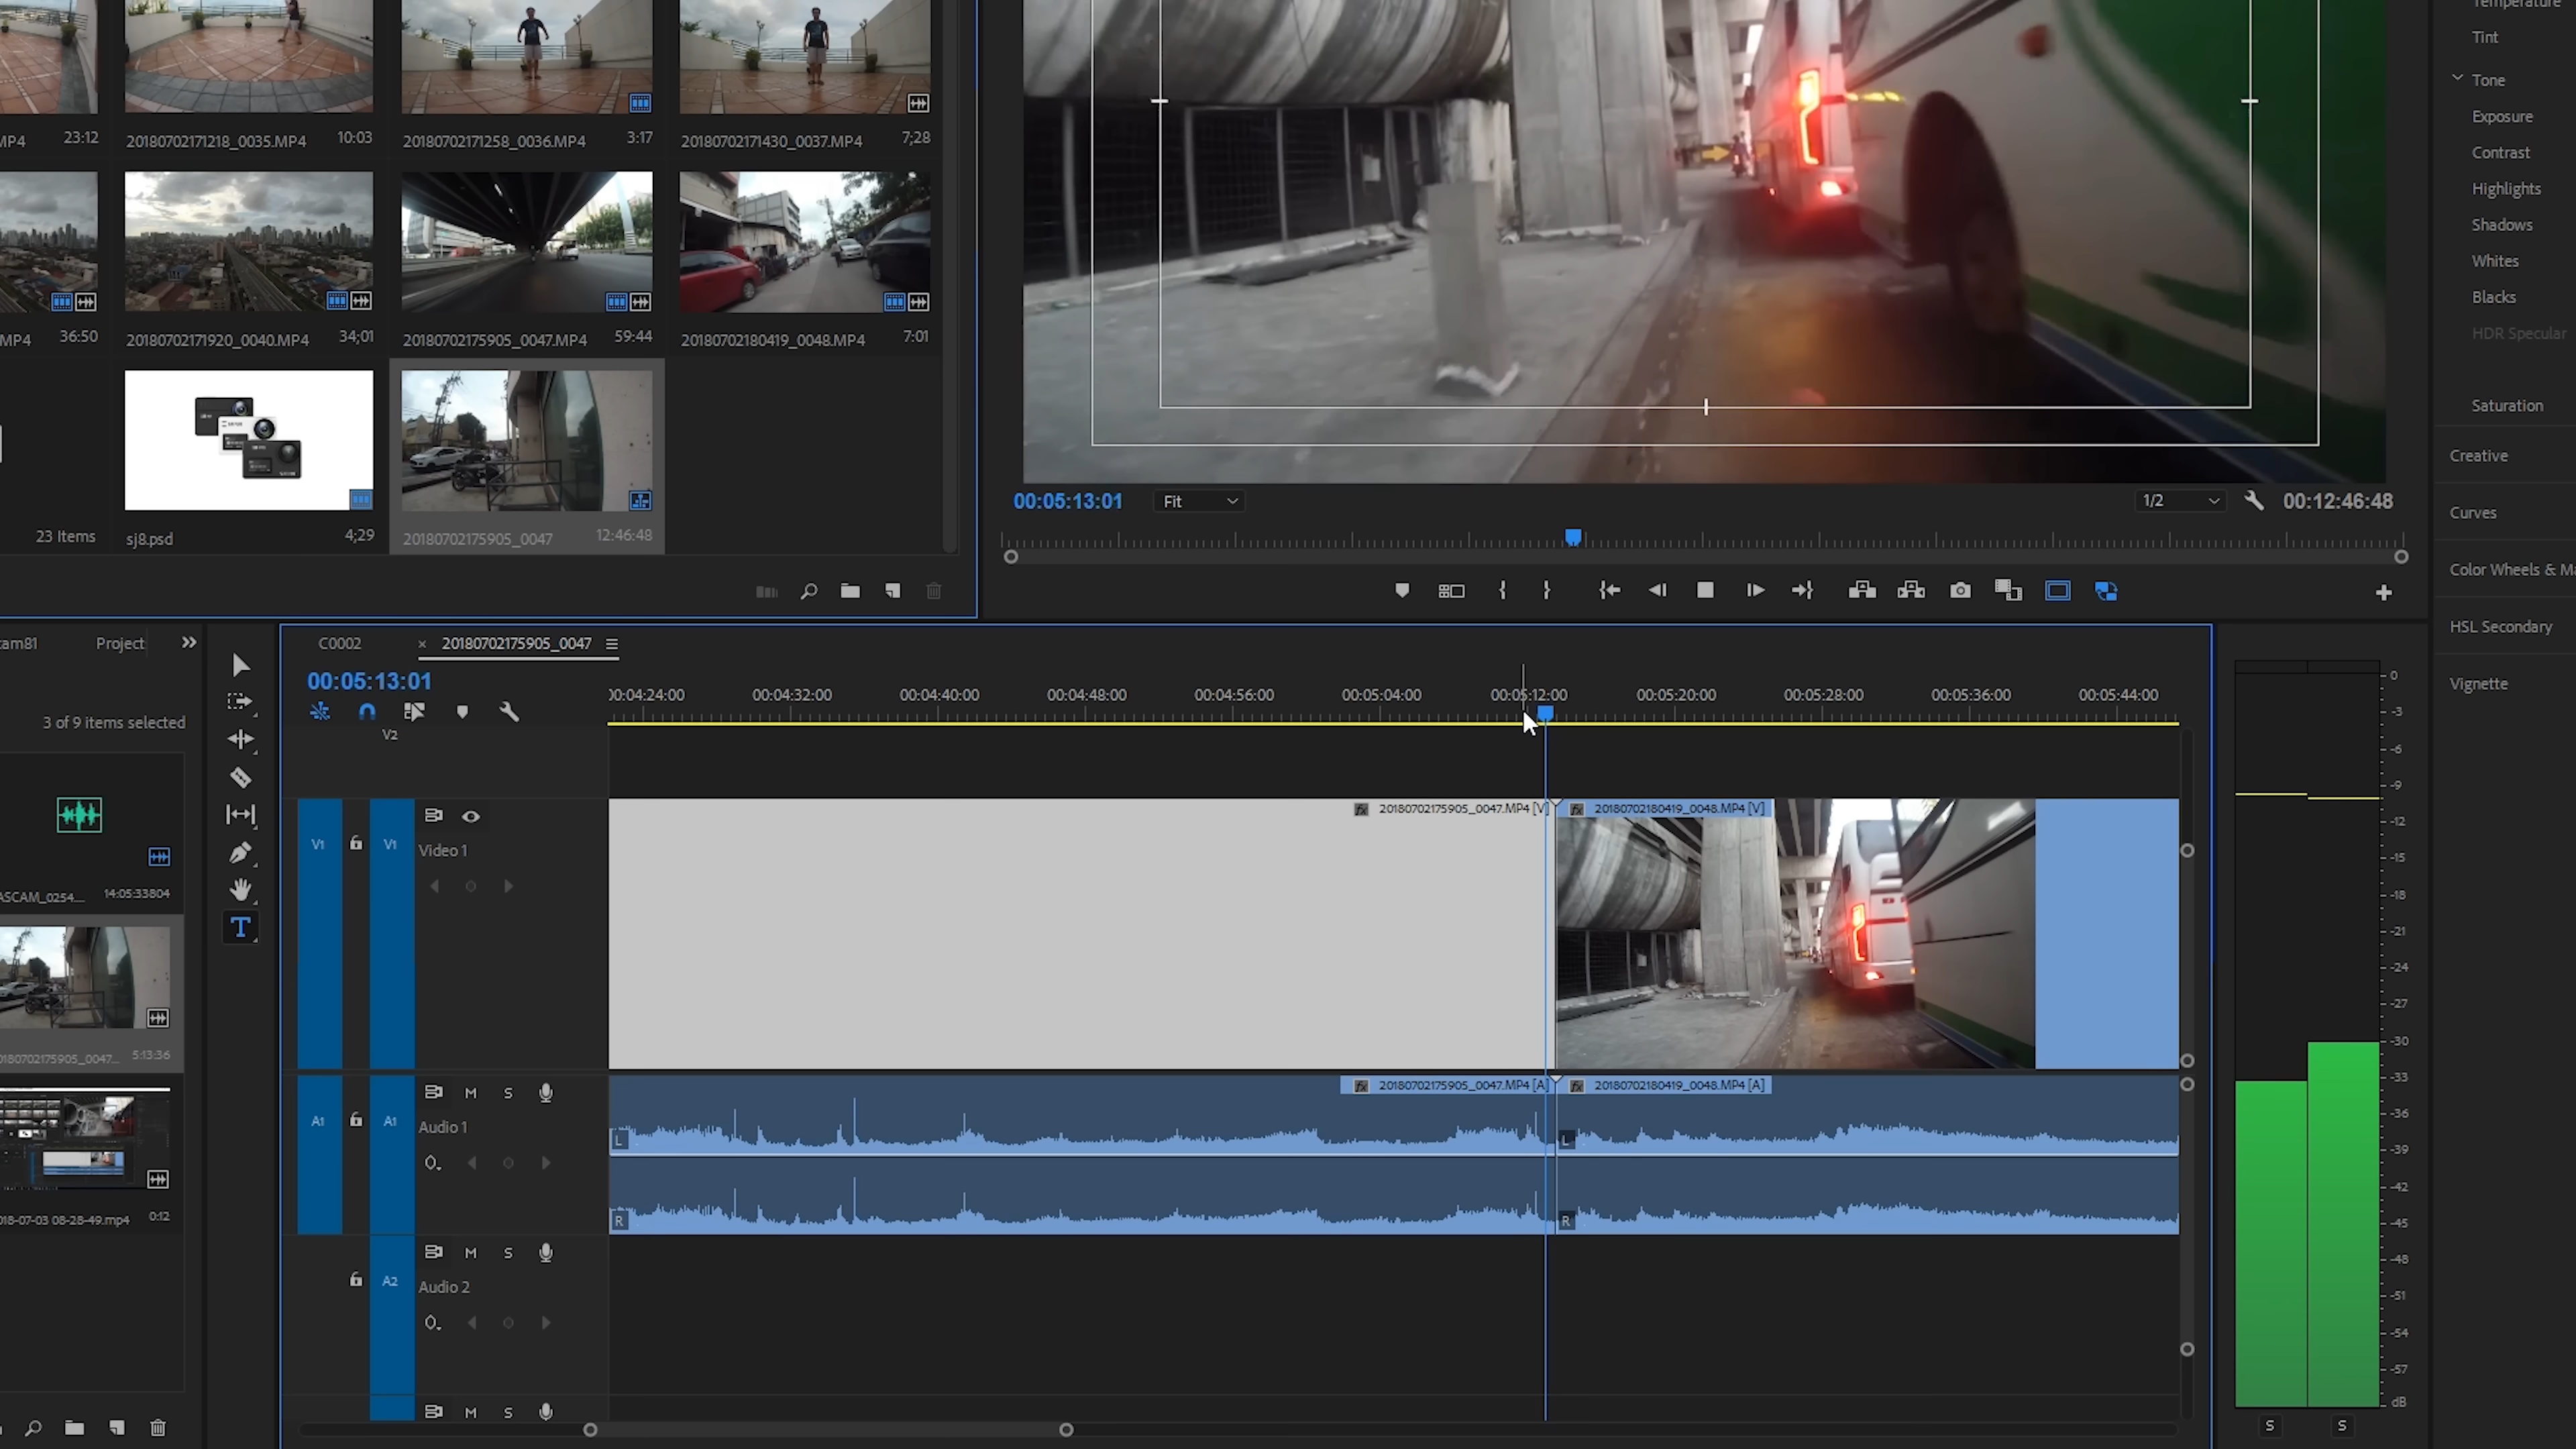 MP4 23:12
20180702171218_0035.MP4 10:03
20180702171258_0036.MP4 3:17
20180702171430_0037.MP4 7;28
MP4 36:50
20180702171920_0040.MP4 34;01
20180702175905_0047.MP4 59:44
20180702180419_0048.MP4 7:01
23 Items
sj8.psd 4;29
20180702175905_0047 12:46:48
00:05:13:01
Fit
1/2
00:12:46:48
Temperature
Tint
Tone
Exposure
Contrast
Highlights
Shadows
Whites
Blacks
HDR Specular
Saturation
Creative
Curves
Color Wheels & Ma
HSL Secondary
Vignette
cam81
Project
3 of 9 items selected
ASCAM_0254... 14:05:33804
0180702175905_0047... 5:13:36
018-07-03 08-28-49.mp4 0:12
T
C0002
× 20180702175905_0047
00:05:13:01
00:04:24:00 00:04:32:00 00:04:40:00 00:04:48:00 00:04:56:00 00:05:04:00 00:05:12:00 00:05:20:00 00:05:28:00 00:05:36:00 00:05:44:00
V2
V1 V1
Video 1
fx 20180702175905_0047.MP4 [V]
fx 20180702180419_0048.MP4 [V]
A1 A1
M S
Audio 1
fx 20180702175905_0047.MP4 [A]
fx 20180702180419_0048.MP4 [A]
L L
R R
A2
M S
Audio 2
M S
0
-3
-6
-9
-12
-15
-18
-21
-24
-27
-30
-33
-36
-39
-42
-45
-48
-51
-54
-57
dB
S S